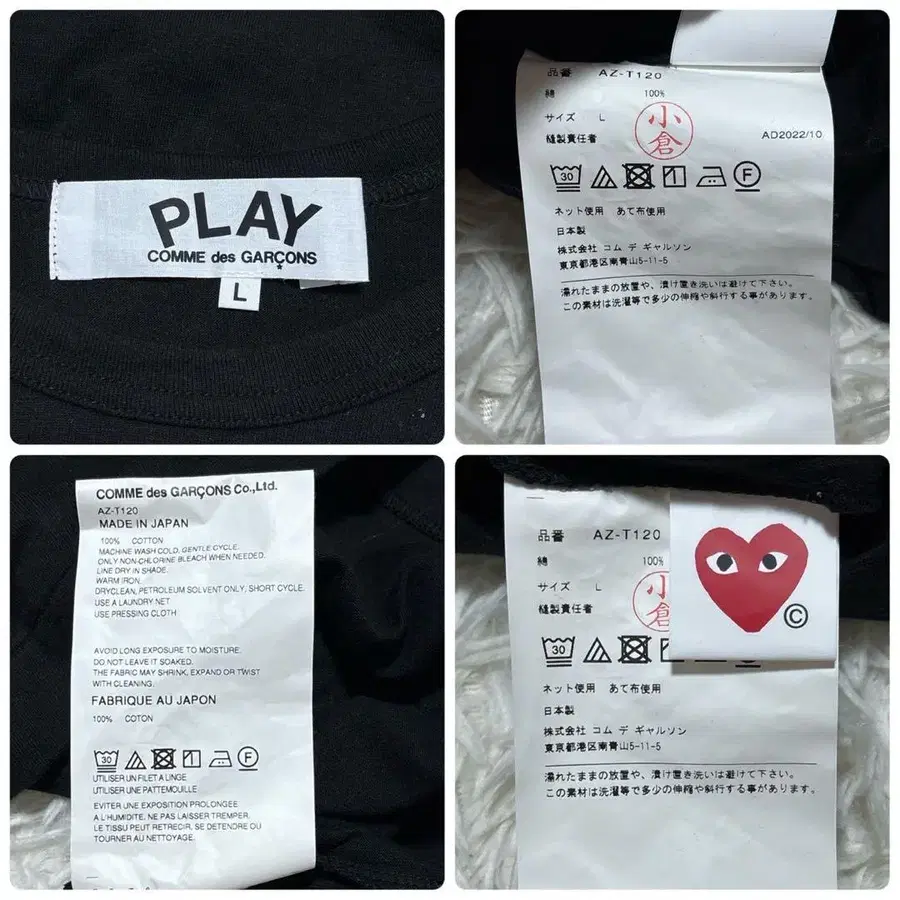 PLAY
COMME des GARÇONS
L
品番 AZ-T120
綿 100%
サイズ L
縫製責任者
小倉
AD2022/10
30
F
ネット使用 あて布使用
日本製
株式会社 コム デ ギャルソン
東京都港区南青山5-11-5
濡れたままの放置や、漬け置き洗いは避けて下さい。
この素材は洗濯等で多少の伸縮や斜行する事があります。
COMME des GARÇONS Co.,Ltd.
AZ-T120
MADE IN JAPAN
100% COTTON
MACHINE WASH COLD, GENTLE CYCLE.
ONLY NON-CHLORINE BLEACH WHEN NEEDED.
LINE DRY IN SHADE.
WARM IRON.
DRYCLEAN, PETROLEUM SOLVENT ONLY, SHORT CYCLE.
USE A LAUNDRY NET
USE PRESSING CLOTH
AVOID LONG EXPOSURE TO MOISTURE.
DO NOT LEAVE IT SOAKED.
THE FABRIC MAY SHRINK, EXPAND OR TWIST
WITH CLEANING.
FABRIQUE AU JAPON
100% COTON
30
F
UTILISER UN FILET A LINGE
UTILISER UNE PATTEMOUILLE
EVITER UNE EXPOSITION PROLONGEE
A L'HUMIDITE. NE PAS LAISSER TREMPER.
LE TISSU PEUT RETRECIR, SE DETENDRE OU
TOURNER AU NETTOYAGE.
品番 AZ-T120
綿 100%
サイズ L
縫製責任者
小倉
©
30
ネット使用 あて布使用
日本製
株式会社 コム デ ギャルソン
東京都港区南青山5-11-5
濡れたままの放置や、漬け置き洗いは避けて下さい。
この素材は洗濯等で多少の伸縮や斜行する事があります。